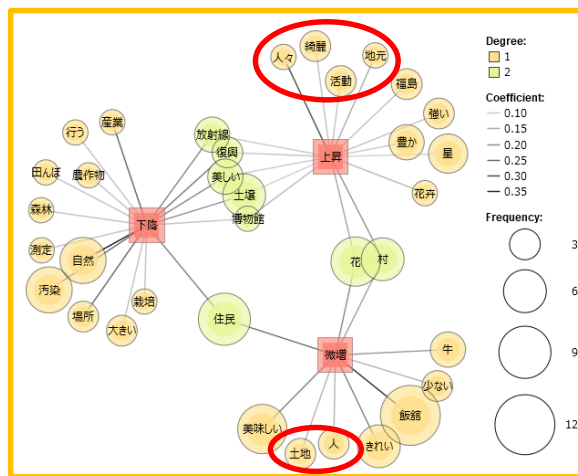 綺麗
人々
地元
活動
福島
産業
放射線
強い
行う
復興
豊か
星
上昇
田んぼ
農作物
美しい
土壌
花卉
森林
博物館
下降
測定
自然
花
村
汚染
栽培
場所
大きい
住民
牛
微増
少ない
飯舘
美味しい
きれい
土地
人
Degree:
1
2
Coefficient:
0.10
0.15
0.20
0.25
0.30
0.35
Frequency:
3
6
9
12